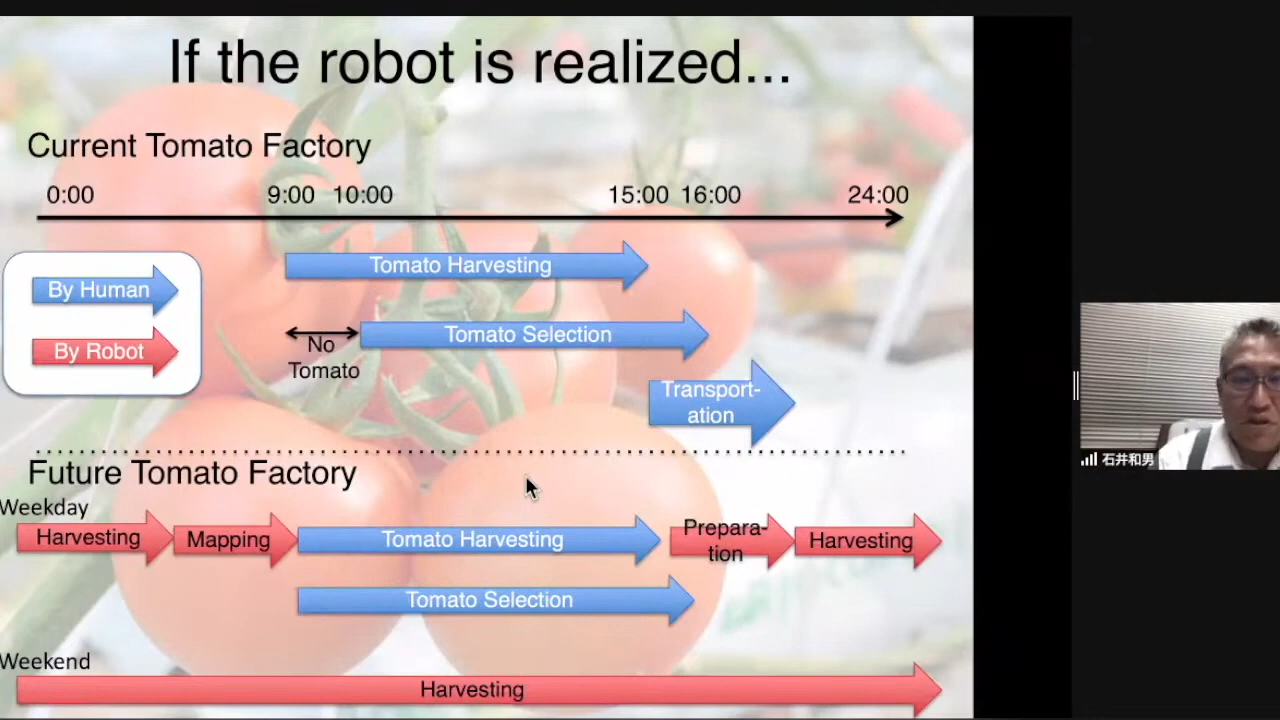 If the robot is realized...
Current Tomato Factory
0:00 9:00 10:00 15:00 16:00 24:00
By Human
By Robot
Tomato Harvesting
No
Tomato
Tomato Selection
Transport-
ation
Future Tomato Factory
Weekday
Harvesting
Mapping
Tomato Harvesting
Prepara-
tion
Harvesting
Tomato Selection
Weekend
Harvesting
石井和男